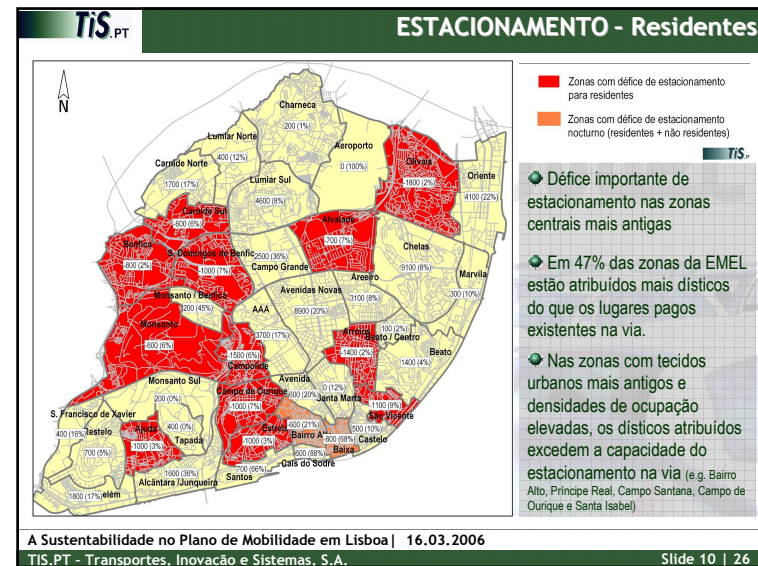 TiS.PT
ESTACIONAMENTO – Residentes
N
Charneca
200 (1%)
Lumiar Norte
400 (12%)
Aeroporto
0 (100%)
Carnide Norte
1700 (17%)
Lumiar Sul
4600 (8%)
Olivais
-1800 (2%)
Oriente
4100 (22%)
Carnide Sul
-600 (6%)
Alvalade
-700 (7%)
Benfica
-800 (2%)
S. Domingos de Benfic
-1000 (7%)
2500 (36%)
Campo Grande
Chelas
9100 (8%)
Areeiro
3100 (8%)
Marvila
300 (10%)
Monsanto / Benfica
200 (45%)
Avenidas Novas
8900 (20%)
AAA
3700 (17%)
Monsanto
-600 (6%)
Arroios
-1400 (2%)
100 (2%)
Beato / Centro
Beato
1400 (4%)
-1500 (6%)
Campolide
Monsanto Sul
200 (0%)
Avenida
600 (20%)
0 (12%)
Santa Marta
Campo de Ourique
-1000 (7%)
São Vicente
-1100 (9%)
S. Francisco de Xavier
400 (16%)
Restelo
700 (5%)
400 (0%)
Tapada
Ajuda
-1000 (3%)
Estrela
-1000 (3%)
600 (21%)
Bairro A
-800 (68%)
Baixa
500 (10%)
Castelo
600 (88%)
Cais do Sodré
700 (66%)
Santos
1600 (36%)
Alcântara /Junqueira
1800 (17%)
elém
Zonas com défice de estacionamento
para residentes
Zonas com défice de estacionamento
nocturno (residentes + não residentes)
TiS.P
Défice importante de
estacionamento nas zonas
centrais mais antigas
Em 47% das zonas da EMEL
estão atribuídos mais dísticos
do que os lugares pagos
existentes na via.
Nas zonas com tecidos
urbanos mais antigos e
densidades de ocupação
elevadas, os dísticos atribuídos
excedem a capacidade do
estacionamento na via (e.g. Bairro
Alto, Príncipe Real, Campo Santana, Campo de
Ourique e Santa Isabel)
A Sustentabilidade no Plano de Mobilidade em Lisboa| 16.03.2006
TIS.PT – Transportes, Inovação e Sistemas, S.A.
Slide 10 | 26